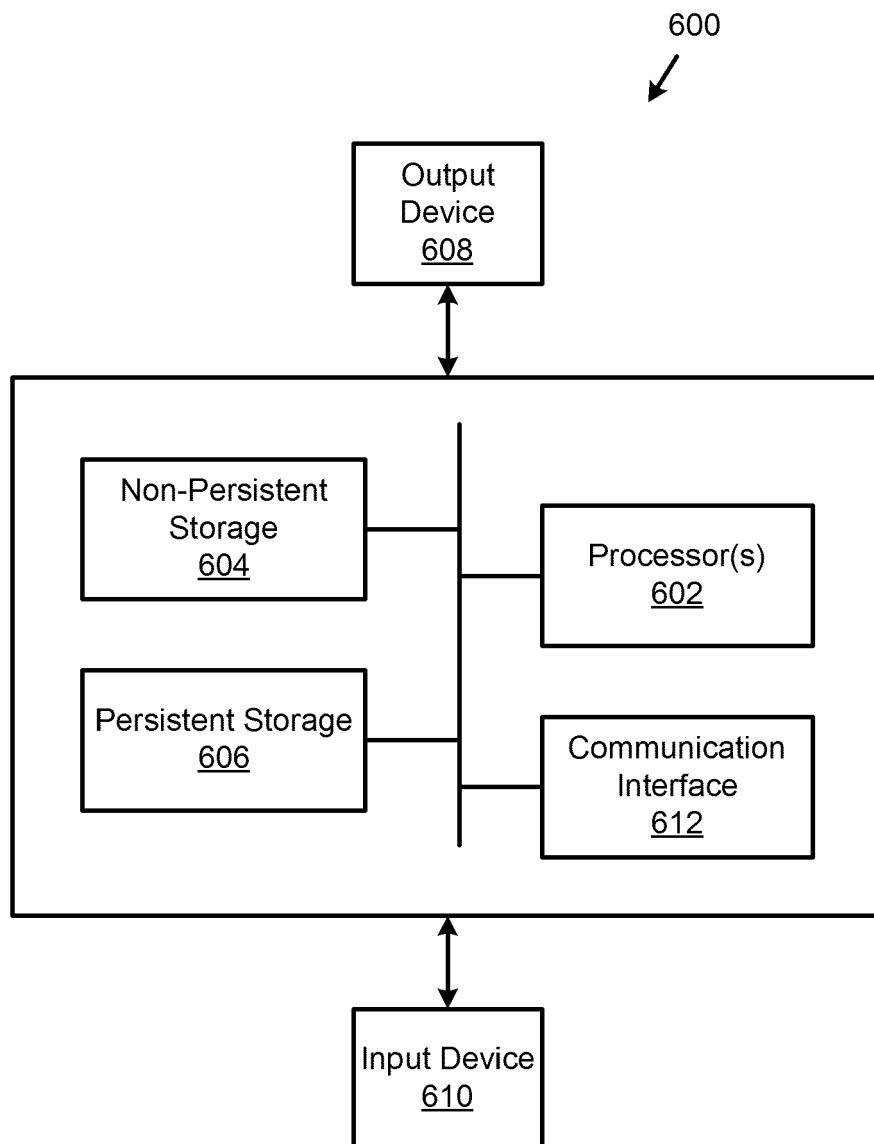 600
Output
Device
608
Non-Persistent
Storage
604
Processor(s)
602
Persistent Storage
606
Communication
Interface
612
Input Device
610